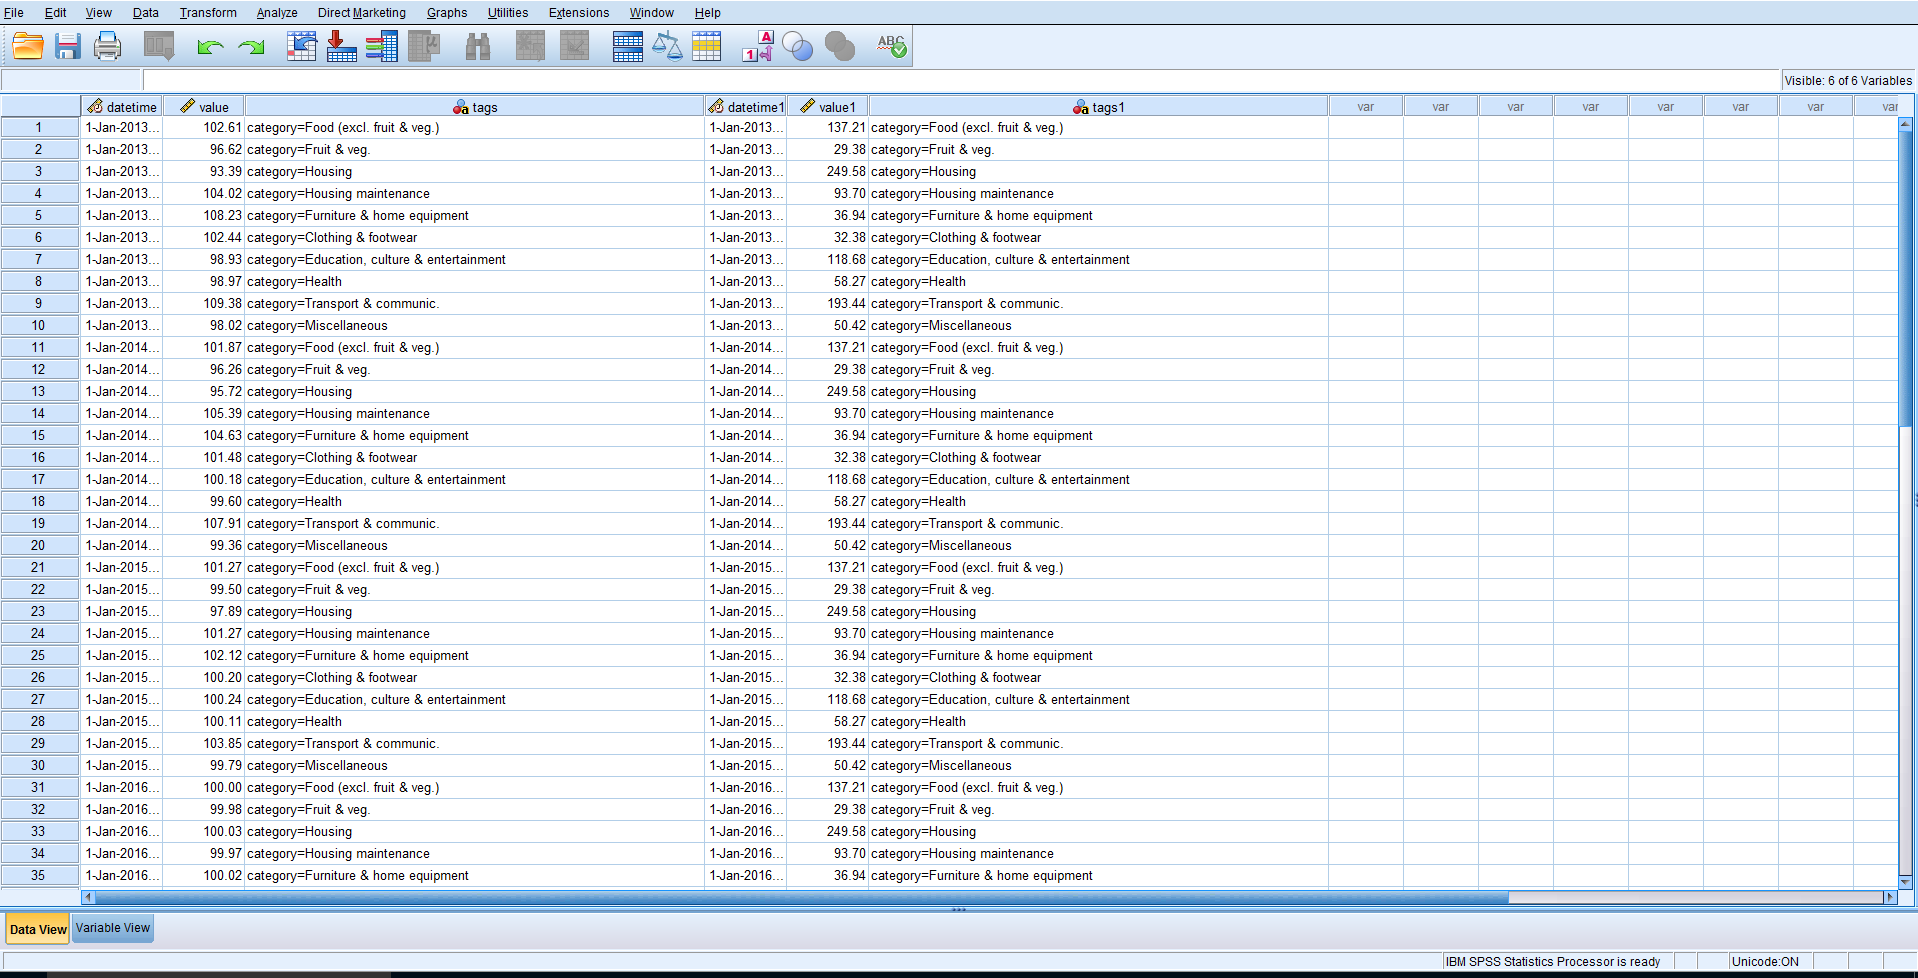 File Edit View Data Transform Analyze Direct Marketing Graphs Utilities Extensions Window Help
A
1
ABC
Visible: 6 of 6 Variables
datetime value tags datetime1 value1 tags1 var var var var var var var var
1 1-Jan-2013... 102.61 category=Food (excl. fruit & veg.) 1-Jan-2013... 137.21 category=Food (excl. fruit & veg.)
2 1-Jan-2013... 96.62 category=Fruit & veg. 1-Jan-2013... 29.38 category=Fruit & veg.
3 1-Jan-2013... 93.39 category=Housing 1-Jan-2013... 249.58 category=Housing
4 1-Jan-2013... 104.02 category=Housing maintenance 1-Jan-2013... 93.70 category=Housing maintenance
5 1-Jan-2013... 108.23 category=Furniture & home equipment 1-Jan-2013... 36.94 category=Furniture & home equipment
6 1-Jan-2013... 102.44 category=Clothing & footwear 1-Jan-2013... 32.38 category=Clothing & footwear
7 1-Jan-2013... 98.93 category=Education, culture & entertainment 1-Jan-2013... 118.68 category=Education, culture & entertainment
8 1-Jan-2013... 98.97 category=Health 1-Jan-2013... 58.27 category=Health
9 1-Jan-2013... 109.38 category=Transport & communic. 1-Jan-2013... 193.44 category=Transport & communic.
10 1-Jan-2013... 98.02 category=Miscellaneous 1-Jan-2013... 50.42 category=Miscellaneous
11 1-Jan-2014... 101.87 category=Food (excl. fruit & veg.) 1-Jan-2014... 137.21 category=Food (excl. fruit & veg.)
12 1-Jan-2014... 96.26 category=Fruit & veg. 1-Jan-2014... 29.38 category=Fruit & veg.
13 1-Jan-2014... 95.72 category=Housing 1-Jan-2014... 249.58 category=Housing
14 1-Jan-2014... 105.39 category=Housing maintenance 1-Jan-2014... 93.70 category=Housing maintenance
15 1-Jan-2014... 104.63 category=Furniture & home equipment 1-Jan-2014... 36.94 category=Furniture & home equipment
16 1-Jan-2014... 101.48 category=Clothing & footwear 1-Jan-2014... 32.38 category=Clothing & footwear
17 1-Jan-2014... 100.18 category=Education, culture & entertainment 1-Jan-2014... 118.68 category=Education, culture & entertainment
18 1-Jan-2014... 99.60 category=Health 1-Jan-2014... 58.27 category=Health
19 1-Jan-2014... 107.91 category=Transport & communic. 1-Jan-2014... 193.44 category=Transport & communic.
20 1-Jan-2014... 99.36 category=Miscellaneous 1-Jan-2014... 50.42 category=Miscellaneous
21 1-Jan-2015... 101.27 category=Food (excl. fruit & veg.) 1-Jan-2015... 137.21 category=Food (excl. fruit & veg.)
22 1-Jan-2015... 99.50 category=Fruit & veg. 1-Jan-2015... 29.38 category=Fruit & veg.
23 1-Jan-2015... 97.89 category=Housing 1-Jan-2015... 249.58 category=Housing
24 1-Jan-2015... 101.27 category=Housing maintenance 1-Jan-2015... 93.70 category=Housing maintenance
25 1-Jan-2015... 102.12 category=Furniture & home equipment 1-Jan-2015... 36.94 category=Furniture & home equipment
26 1-Jan-2015... 100.20 category=Clothing & footwear 1-Jan-2015... 32.38 category=Clothing & footwear
27 1-Jan-2015... 100.24 category=Education, culture & entertainment 1-Jan-2015... 118.68 category=Education, culture & entertainment
28 1-Jan-2015... 100.11 category=Health 1-Jan-2015... 58.27 category=Health
29 1-Jan-2015... 103.85 category=Transport & communic. 1-Jan-2015... 193.44 category=Transport & communic.
30 1-Jan-2015... 99.79 category=Miscellaneous 1-Jan-2015... 50.42 category=Miscellaneous
31 1-Jan-2016... 100.00 category=Food (excl. fruit & veg.) 1-Jan-2016... 137.21 category=Food (excl. fruit & veg.)
32 1-Jan-2016... 99.98 category=Fruit & veg. 1-Jan-2016... 29.38 category=Fruit & veg.
33 1-Jan-2016... 100.03 category=Housing 1-Jan-2016... 249.58 category=Housing
34 1-Jan-2016... 99.97 category=Housing maintenance 1-Jan-2016... 93.70 category=Housing maintenance
35 1-Jan-2016... 100.02 category=Furniture & home equipment 1-Jan-2016... 36.94 category=Furniture & home equipment
Data View Variable View
IBM SPSS Statistics Processor is ready Unicode:ON